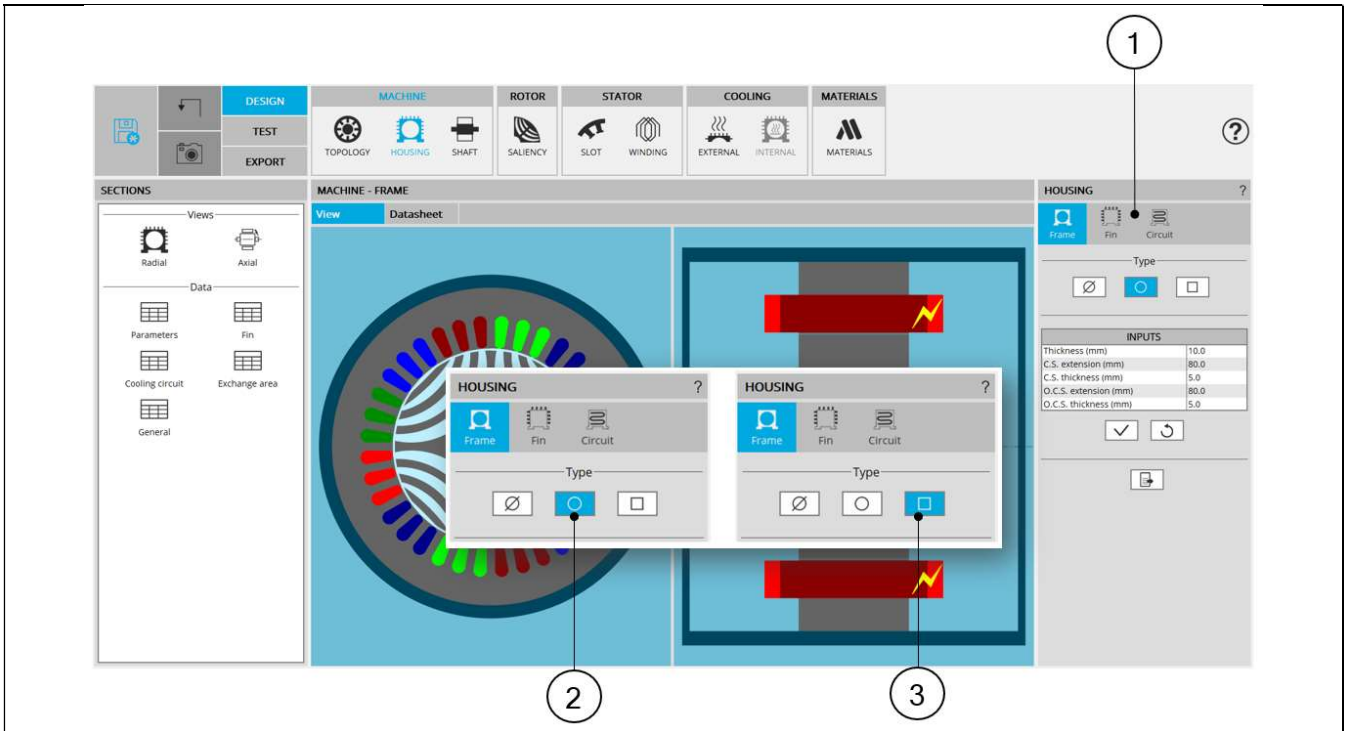 1
DESIGN
TEST
EXPORT
MACHINE
TOPOLOGY
HOUSING
SHAFT
ROTOR
SALIENCY
STATOR
SLOT
WINDING
COOLING
EXTERNAL
INTERNAL
MATERIALS
MATERIALS
?
SECTIONS
Views
Radial
Axial
Data
Parameters
Fin
Cooling circuit
Exchange area
General
MACHINE - FRAME
View
Datasheet
HOUSING ?
Frame
Fin
Circuit
Type
HOUSING ?
Frame
Fin
Circuit
Type
HOUSING ?
Frame
Fin
Circuit
Type
INPUTS
Thickness (mm) 10.0
C.S. extension (mm) 80.0
C.S. thickness (mm) 5.0
O.C.S. extension (mm) 80.0
O.C.S. thickness (mm) 5.0
2
3